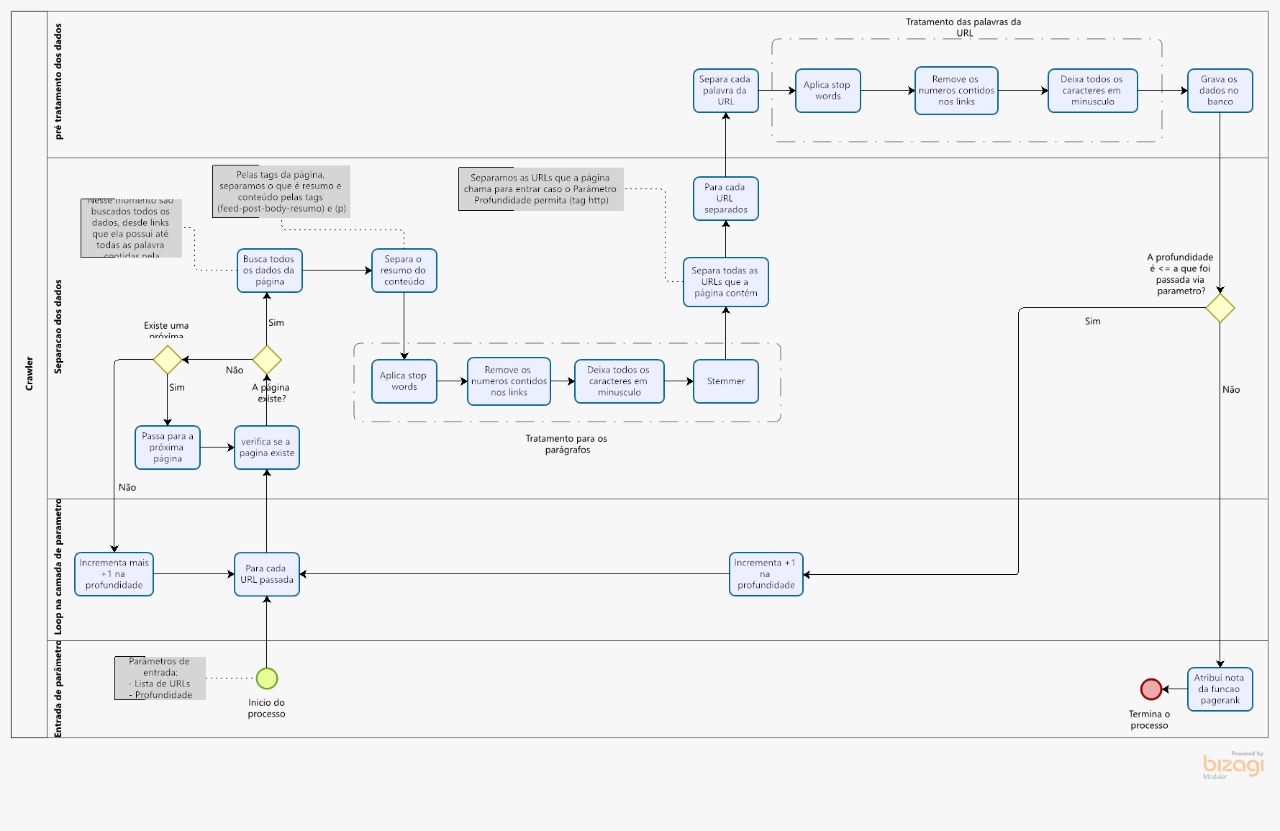 Crawler
pré tratamento dos dados
Tratamento das palavras da
URL
Separa cada
palavra da
URL
Aplica stop
words
Remove os
numeros contidos
nos links
Deixa todos os
caracteres em
minusculo
Grava os
dados no
banco
Separacao dos dados
Nesse momento são
buscados todos os
dados, desde links
que ela possui até
todas as palavra
contidas pela
Pelas tags da página,
separamos o que é resumo e
conteúdo pelas tags
(feed-post-body-resumo) e (p)
Separamos as URLs que a página
chama para entrar caso o Parâmetro
Profundidade permita (tag http)
Para cada
URL
separados
Busca todos
os dados da
página
Separa o
resumo do
conteúdo
Separa todas as
URLs que a
página contém
A profundidade
é <= a que foi
passada via
parametro?
Sim
Não
Existe uma
próxima
Sim
Não
Sim
A página
existe?
Aplica stop
words
Remove os
numeros contidos
nos links
Deixa todos os
caracteres em
minusculo
Stemmer
Tratamento para os
parágrafos
Passa para a
próxima
página
verifica se a
pagina existe
Não
Loop na camada de parametro
Incrementa mais
+1 na
profundidade
Para cada
URL passada
Incrementa +1
na
profundidade
Entrada de parâmetro
Parâmetros de
entrada:
- Lista de URLs
- Profundidade
Inicio do
processo
Atribui nota
da funcao
pagerank
Termina o
processo
Powered by
bizagi
Modeler